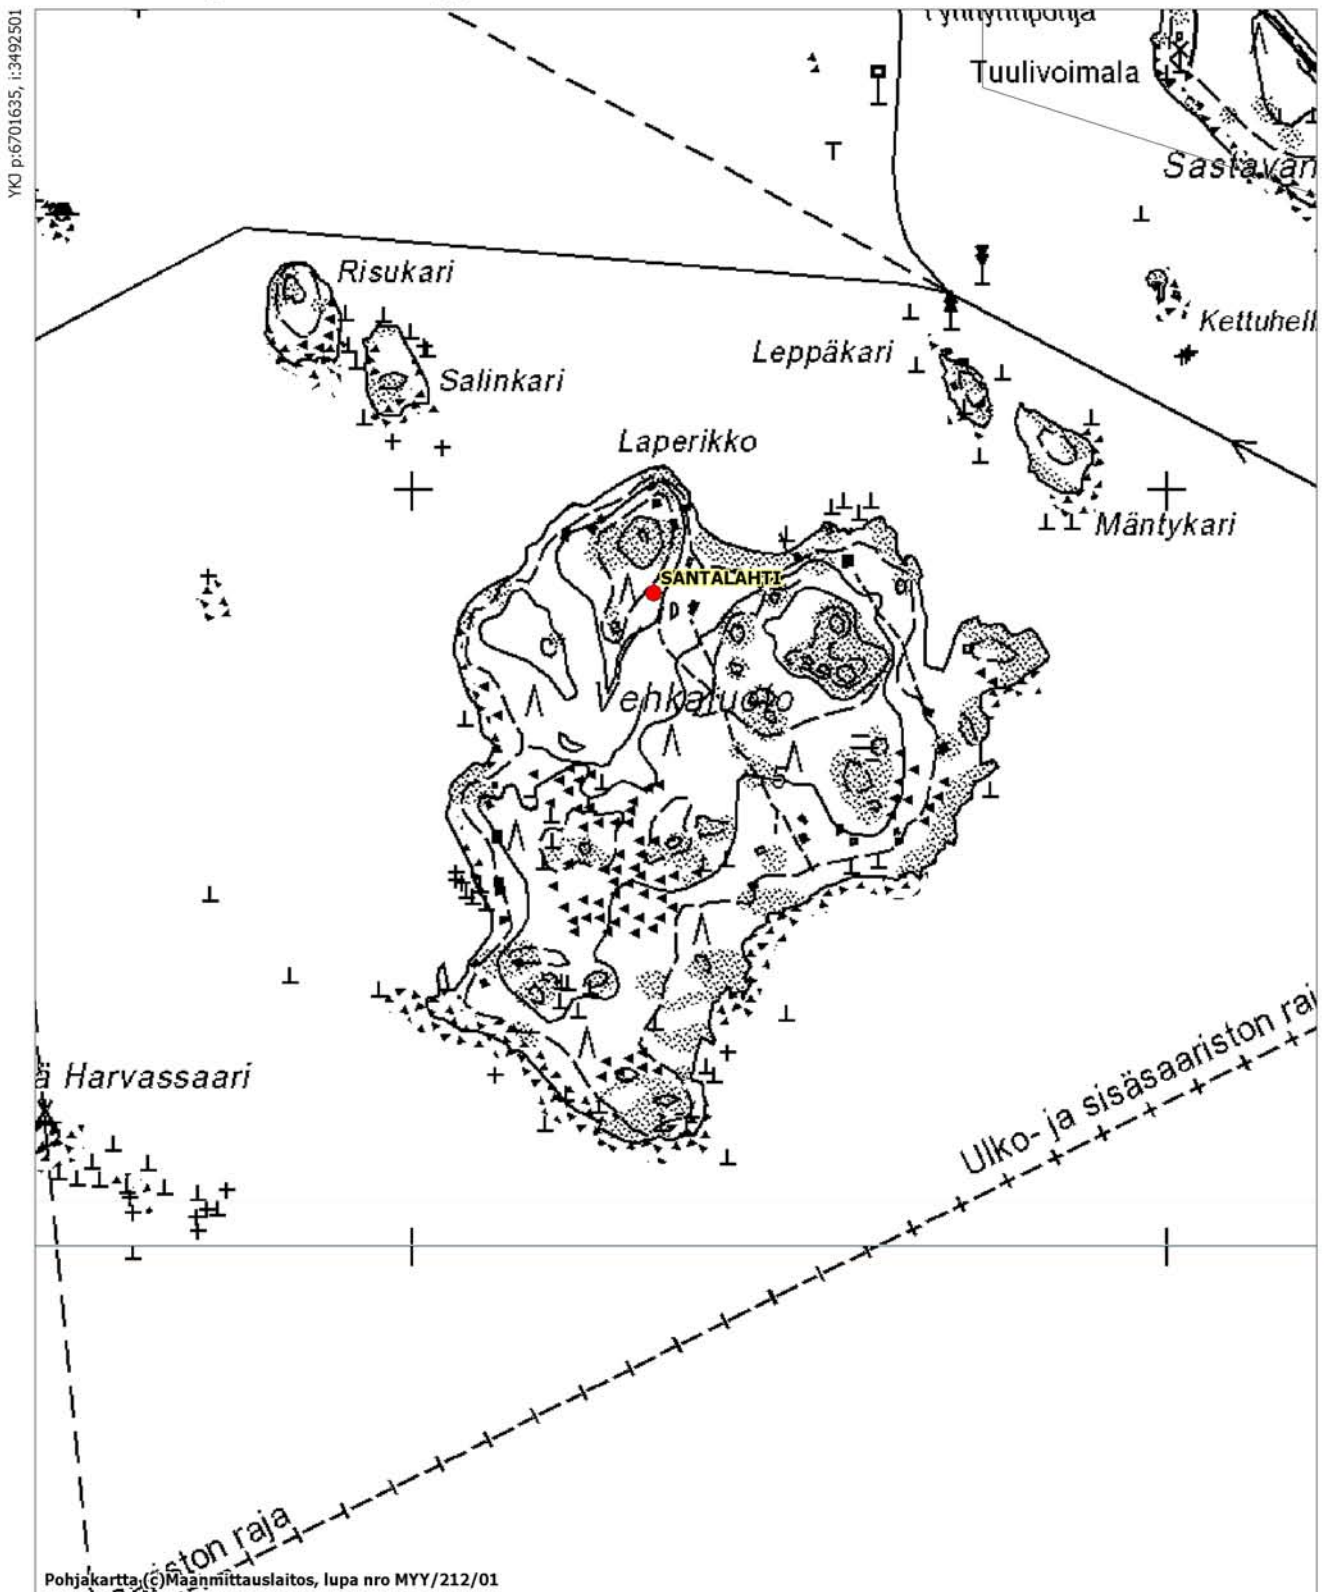 YKJ p:6701635, i:3492501
Tuulivoimala
Sastavan
Risukari
Kettuhell
Leppäkari
Salinkari
Laperikko
Mäntykari
SANTALAHTI
Vehkaluoto
ä Harvassaari
Ulko- ja sisäsaariston rai
ston raja
Pohjakartta (c)Maanmittauslaitos, lupa nro MYY/212/01